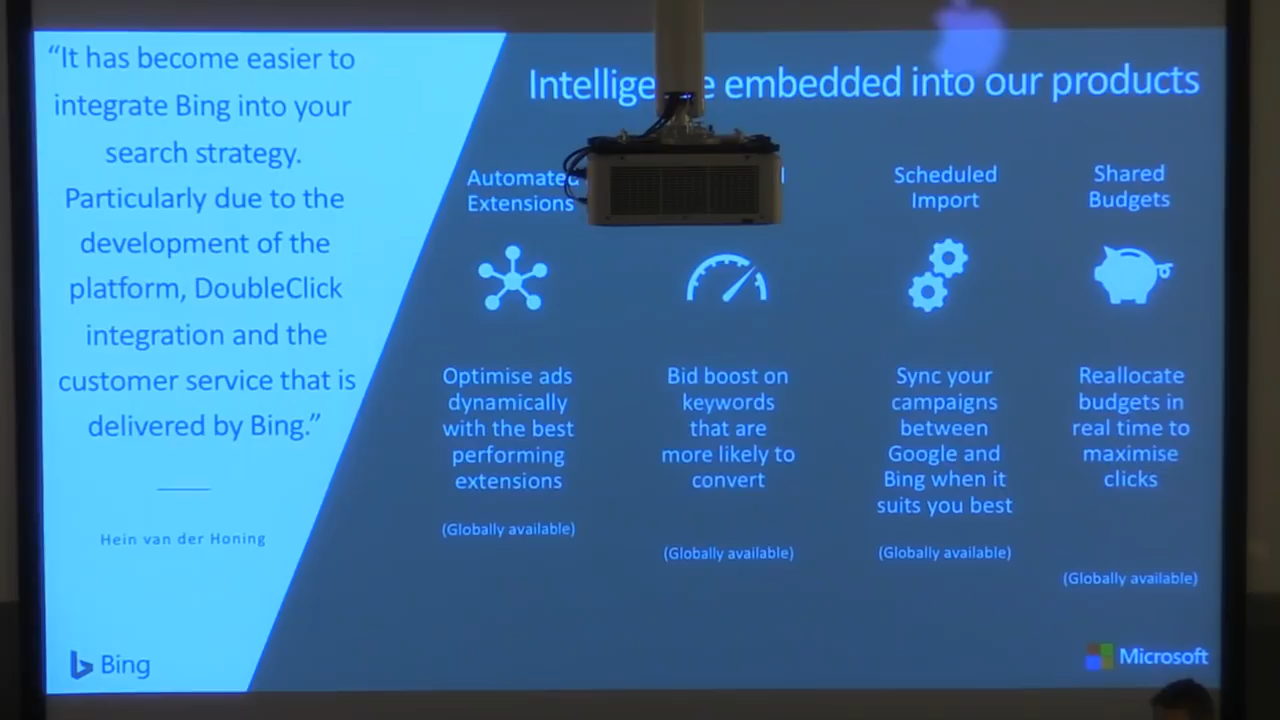 “It has become easier to
integrate Bing into your
search strategy.
Particularly due to the
development of the
platform, DoubleClick
integration and the
customer service that is
delivered by Bing.”
Hein van der Honing
Bing
embedded into our products
Automated
Extensions
Optimise ads
dynamically
with the best
performing
extensions
(Globally available)
Bid boost on
keywords
that are
more likely to
convert
(Globally available)
Scheduled
Import
Sync your
campaigns
between
Google and
Bing when it
suits you best
(Globally available)
Shared
Budgets
Reallocate
budgets in
real time to
maximise
clicks
(Globally available)
Microsoft